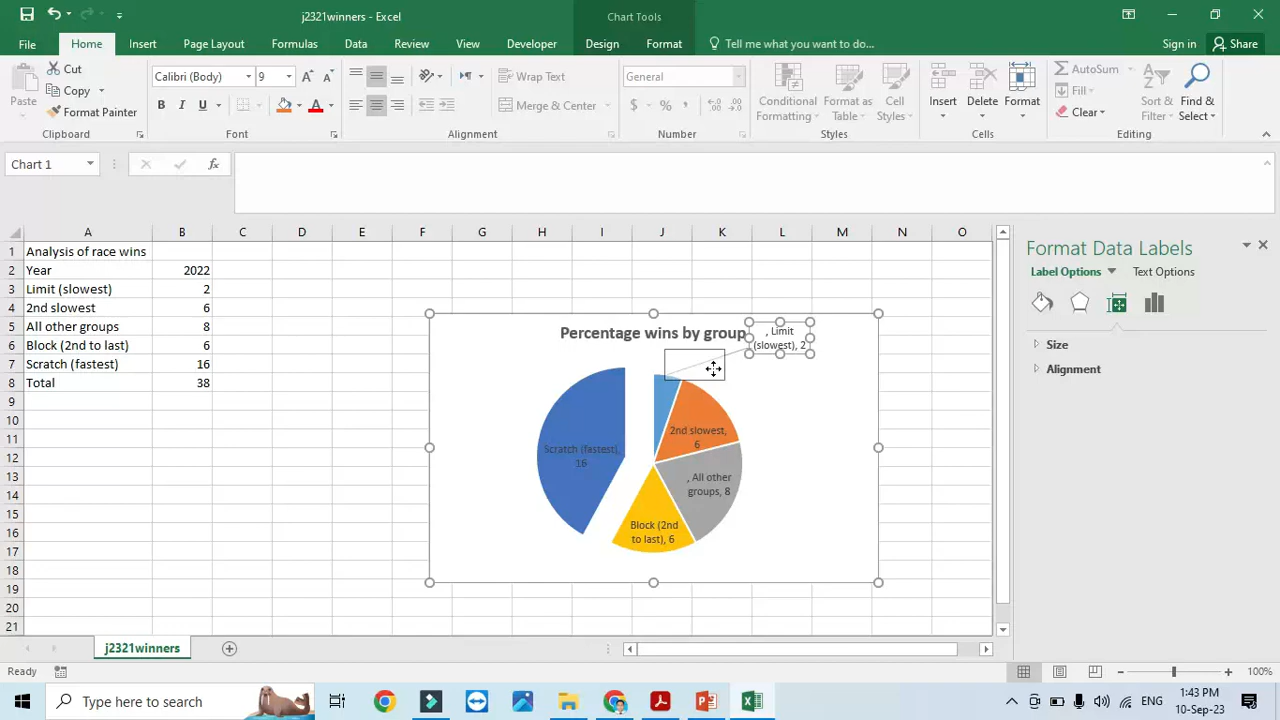 j2321winners - Excel
Chart Tools
File Home Insert Page Layout Formulas Data Review View Developer Design Format Tell me what you want to do... Sign in Share
Paste
Cut
Copy
Format Painter
Clipboard
Calibri (Body) 9
B I U
Font
Wrap Text
Merge & Center
Alignment
General
$ % ,
Number
Conditional Formatting
Format as Table
Cell Styles
Styles
Insert Delete Format
Cells
AutoSum
Fill
Clear
Sort & Filter
Find & Select
Editing
Chart 1
fx
A B C D E F G H I J K L M N O
1 Analysis of race wins
2 Year 2022
3 Limit (slowest) 2
4 2nd slowest 6
5 All other groups 8
6 Block (2nd to last) 6
7 Scratch (fastest) 16
8 Total 38
9
10
11
12
13
14
15
16
17
18
19
20
21
Percentage wins by group
, Limit
(slowest), 2
2nd slowest,
6
, All other
groups, 8
Block (2nd
to last), 6
Scratch (fastest),
16
Format Data Labels
Label Options Text Options
Size
Alignment
j2321winners
Ready
100%
Type here to search
ENG
1:43 PM
10-Sep-23